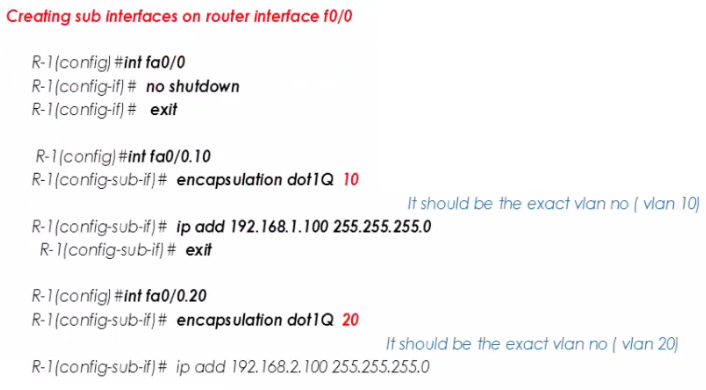 Creating sub interfaces on router interface f0/0
R-1(config) #int fa0/0
R-1(config-if) # no shutdown
R-1(config-if) # exit
R-1(config) #int fa0/0.10
R-1(config-sub-if) # encapsulation dot1Q 10
It should be the exact vlan no ( vlan 10)
R-1(config-sub-if) # ip add 192.168.1.100 255.255.255.0
R-1(config-sub-if) # exit
R-1(config) #int fa0/0.20
R-1(config-sub-if) # encapsulation dot1Q 20
It should be the exact vlan no ( vlan 20)
R-1(config-sub-if) # ip add 192.168.2.100 255.255.255.0